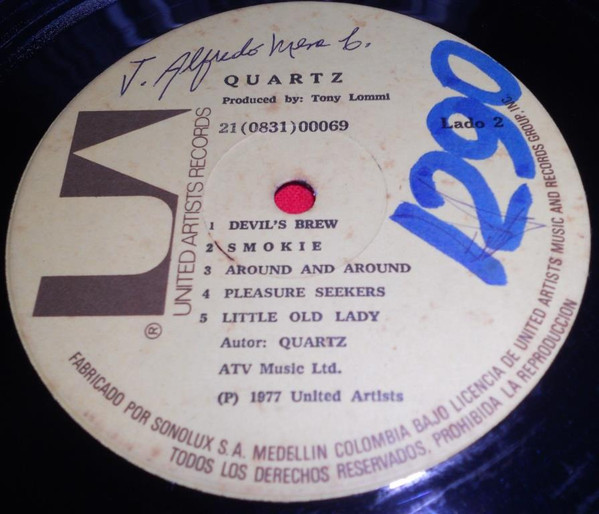 J. Alfredo Mera C.
QUARTZ
Produced by: Tony Lommi
21(0831)00069
Lado 2
1290
UNITED ARTISTS RECORDS
®
1 DEVIL'S BREW
2 SMOKIE
3 AROUND AND AROUND
4 PLEASURE SEEKERS
5 LITTLE OLD LADY
Autor: QUARTZ
ATV Music Ltd.
(P) 1977 United Artists
FABRICADO POR SONOLUX S.A. MEDELLIN COLOMBIA BAJO LICENCIA DE UNITED ARTISTS MUSIC AND RECORDS GROUP, INC.
TODOS LOS DERECHOS RESERVADOS. PROHIBIDA LA REPRODUCCION